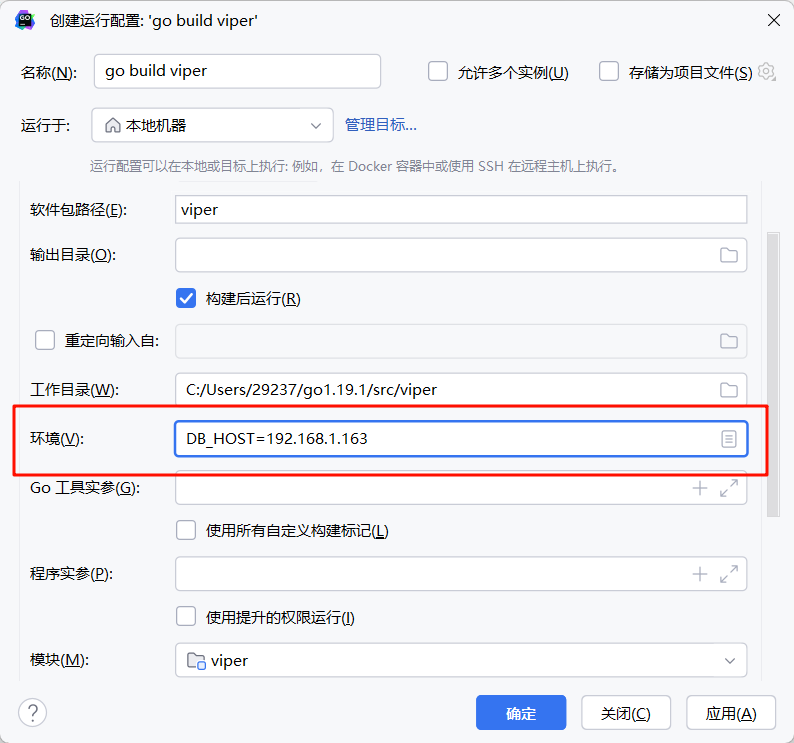 GO
创建运行配置: 'go build viper'
名称(N): go build viper 允许多个实例(U) 存储为项目文件(S)
运行于: 本地机器 管理目标...
运行配置可以在本地或目标上执行: 例如，在 Docker 容器中或使用 SSH 在远程主机上执行。
软件包路径(E): viper
输出目录(O):
构建后运行(R)
重定向输入自:
工作目录(W): C:/Users/29237/go1.19.1/src/viper
环境(V): DB_HOST=192.168.1.163
Go 工具实参(G):
使用所有自定义构建标记(L)
程序实参(P):
使用提升的权限运行(I)
模块(M): viper
? 确定 关闭(C) 应用(A)